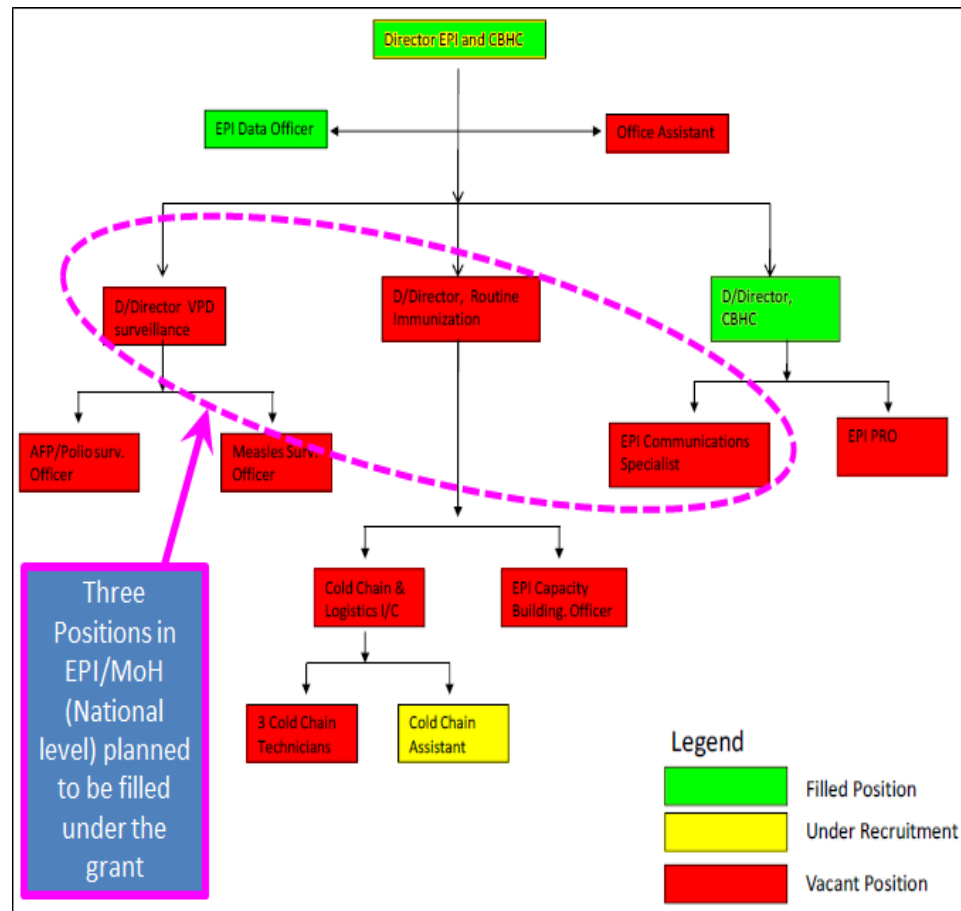 Director EPI and CBHC
EPI Data Officer
Office Assistant
D/Director VPD
surveillance
D/Director, Routine
Immunization
D/Director,
CBHC
AFP/Polio surv.
Officer
Measles Surv.
Officer
EPI Communications
Specialist
EPI PRO
Cold Chain &
Logistics I/C
EPI Capacity
Building. Officer
3 Cold Chain
Technicians
Cold Chain
Assistant
Three
Positions in
EPI/MoH
(National
level) planned
to be filled
under the
grant
Legend
Filled Position
Under Recruitment
Vacant Position